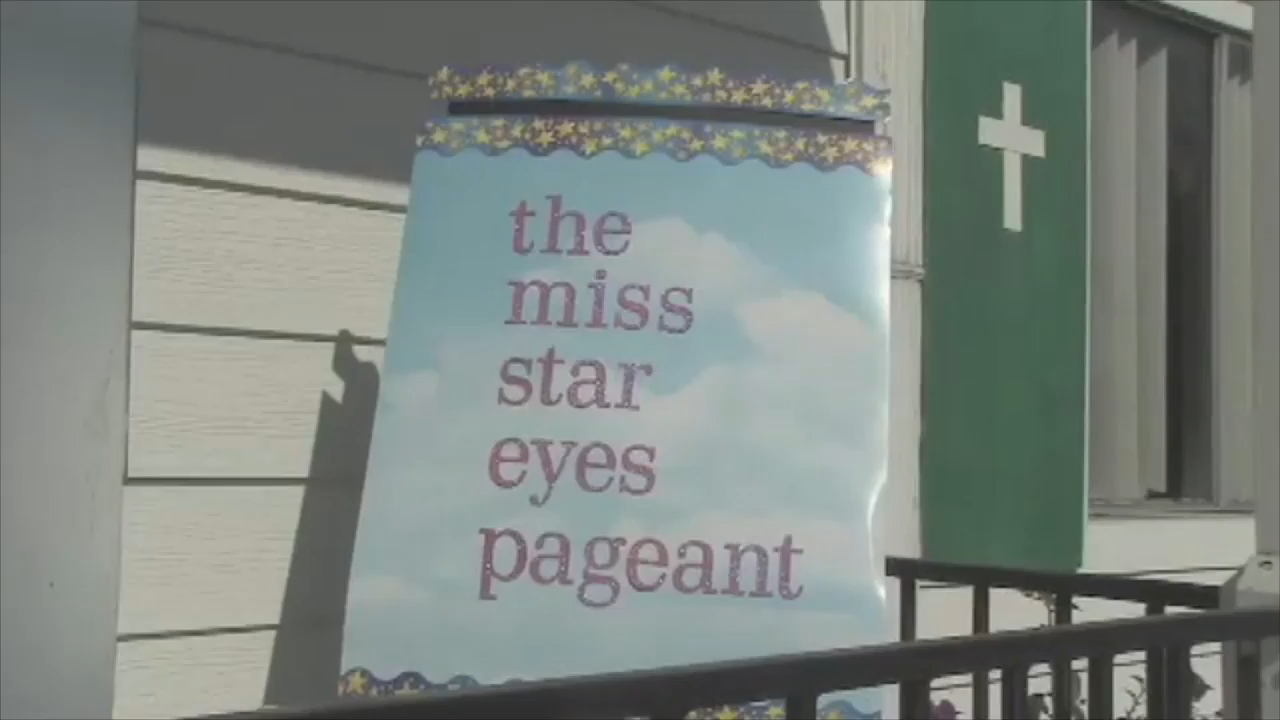 the
miss
star
eyes
pageant